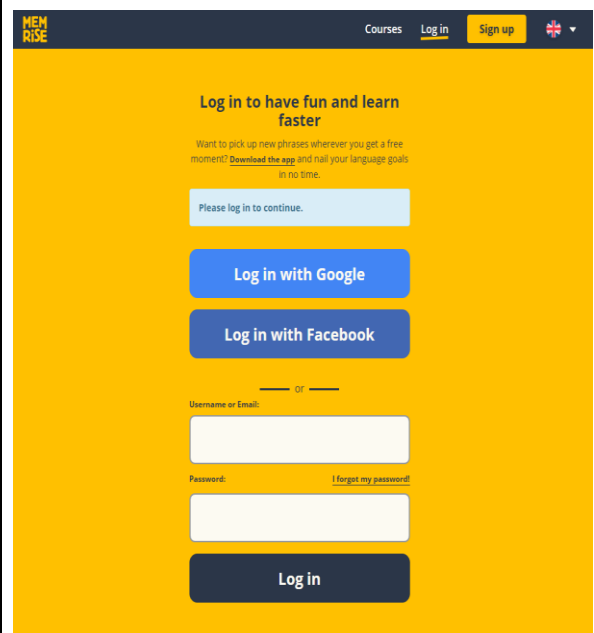 MEM
RiSE
Courses
Log in
Sign up
Log in to have fun and learn
faster
Want to pick up new phrases wherever you get a free
moment? Download the app and nail your language goals
in no time.
Please log in to continue.
Log in with Google
Log in with Facebook
or
Username or Email:
Password:
I forgot my password!
Log in